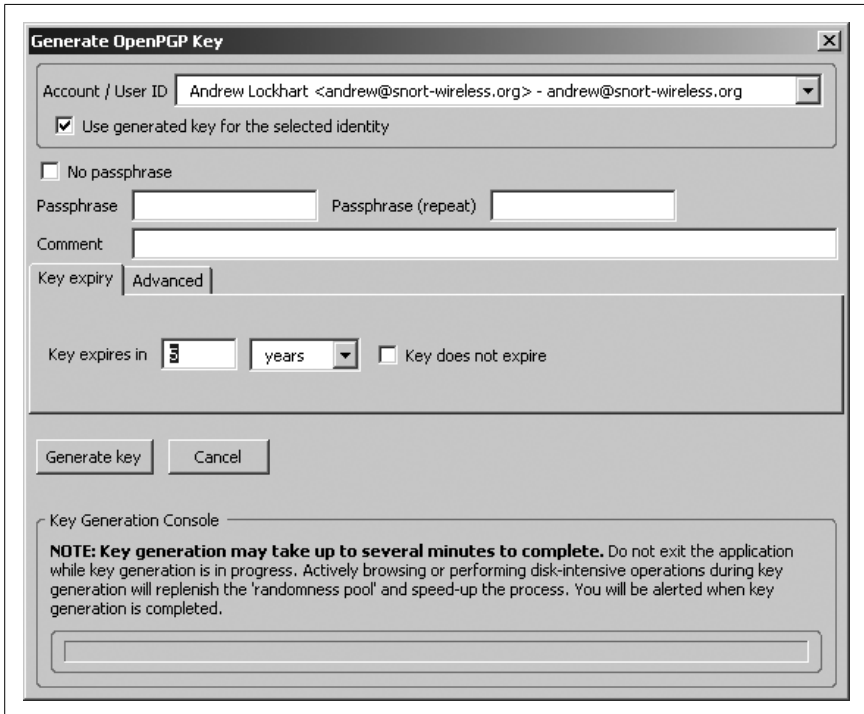 Generate OpenPGP Key
Account / User ID Andrew Lockhart <andrew@snort-wireless.org> - andrew@snort-wireless.org
Use generated key for the selected identity
No passphrase
Passphrase Passphrase (repeat)
Comment
Key expiry Advanced
Key expires in 5 years Key does not expire
Generate key Cancel
Key Generation Console
NOTE: Key generation may take up to several minutes to complete. Do not exit the application
while key generation is in progress. Actively browsing or performing disk-intensive operations during key
generation will replenish the 'randomness pool' and speed-up the process. You will be alerted when key
generation is completed.